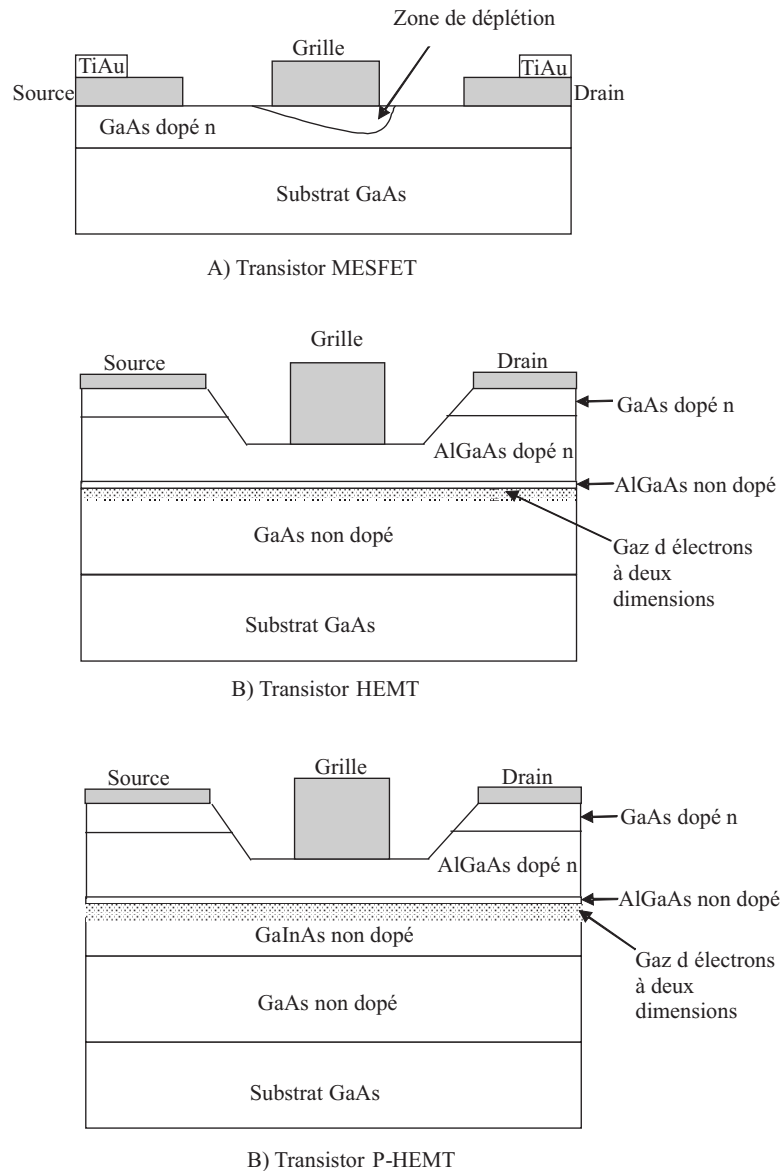 Zone de déplétion
Grille
TiAu
TiAu
Source
Drain
GaAs dopé n
Substrat GaAs
A) Transistor MESFET
Grille
Source
Drain
GaAs dopé n
AlGaAs dopé n
AlGaAs non dopé
GaAs non dopé
Gaz d électrons
à deux
dimensions
Substrat GaAs
B) Transistor HEMT
Grille
Source
Drain
GaAs dopé n
AlGaAs dopé n
AlGaAs non dopé
GaInAs non dopé
Gaz d électrons
à deux
dimensions
GaAs non dopé
Substrat GaAs
B) Transistor P-HEMT